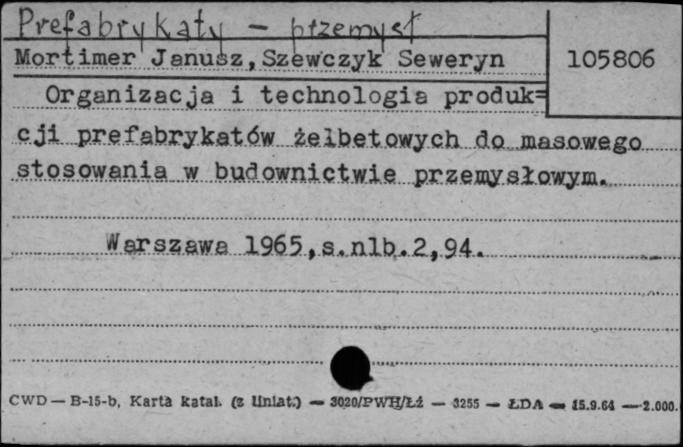 Prefabrykaty - przemysł
Mortimer Janusz, Szewczyk Seweryn
105806
Organizacja i technologia produk=
cji prefabrykatów żelbetowych do masowego
stosowania w budownictwie przemysłowym.
Warszawa 1965,s.nlb.2,94.
CWD — B-15-b, Karta katal. (z liniat.) — 3020/PWH/Łź — 3255 — ŁDA — 15.9.64 — 2.000.